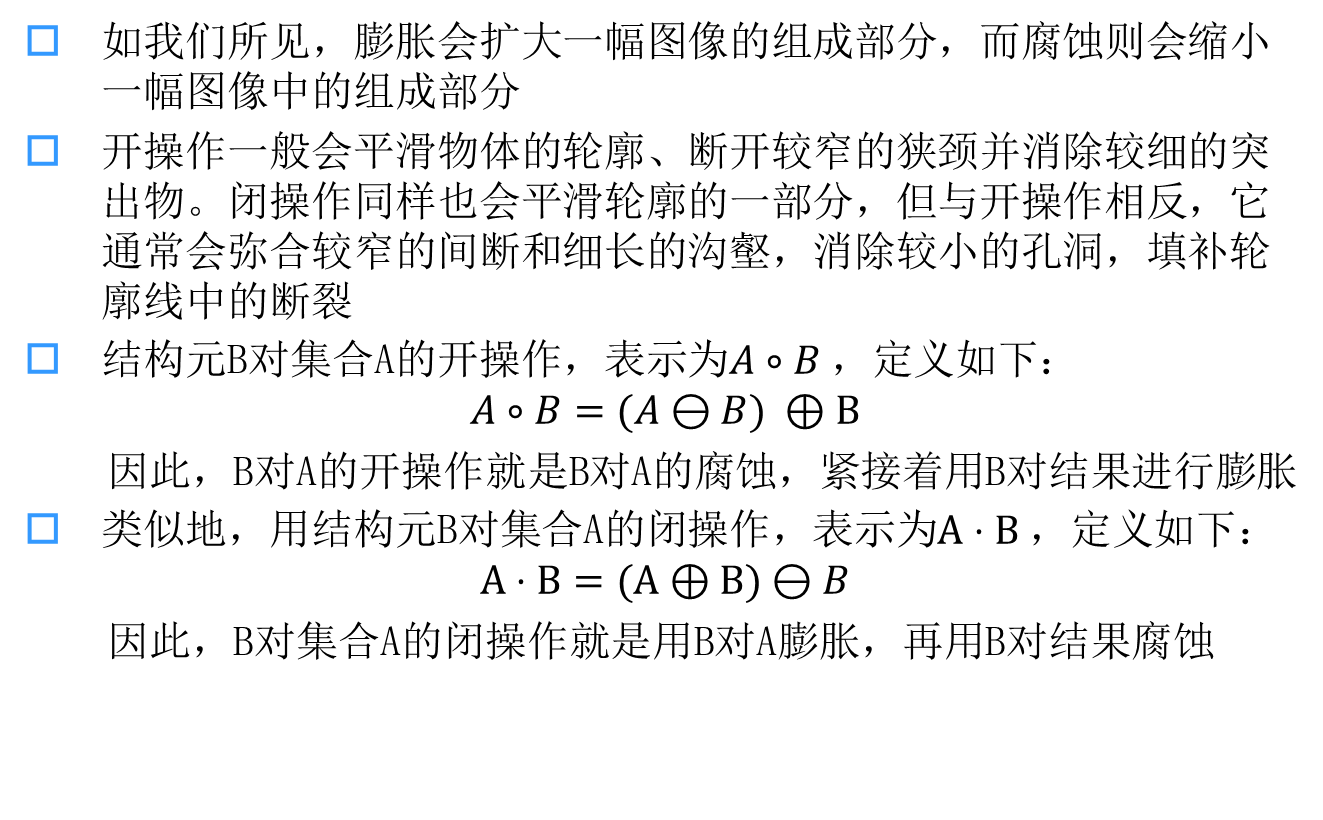 如我们所见，膨胀会扩大一幅图像的组成部分，而腐蚀则会缩小
一幅图像中的组成部分
开操作一般会平滑物体的轮廓、断开较窄的狭颈并消除较细的突
出物。闭操作同样也会平滑轮廓的一部分，但与开操作相反，它
通常会弥合较窄的间断和细长的沟壑，消除较小的孔洞，填补轮
廓线中的断裂
结构元B对集合A的开操作，表示为A∘B ，定义如下：
A∘B = (A⊖B) ⊕B
因此，B对A的开操作就是B对A的腐蚀，紧接着用B对结果进行膨胀
类似地，用结构元B对集合A的闭操作，表示为A · B ，定义如下：
A · B = (A⊕B)⊖B
因此，B对集合A的闭操作就是用B对A膨胀，再用B对结果腐蚀